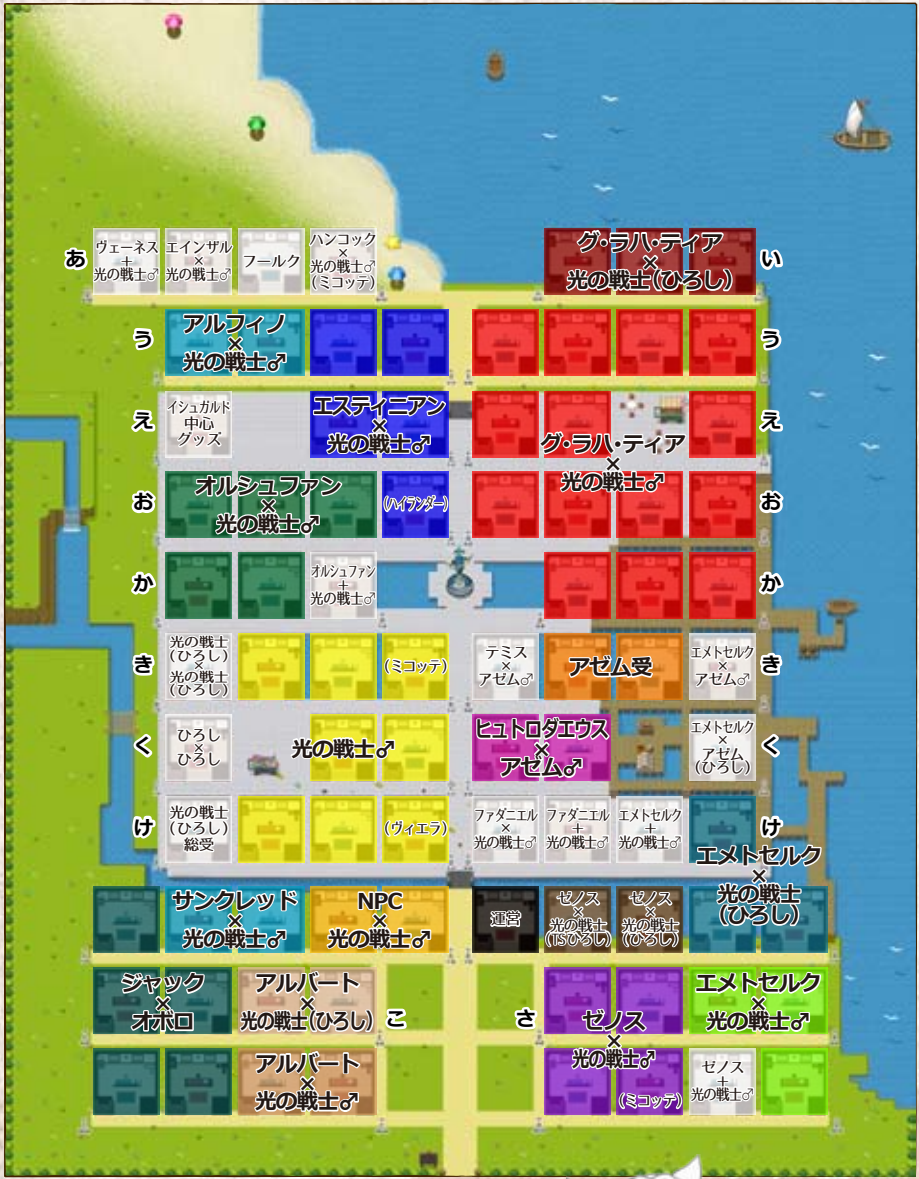 あ
ヴェーネス
+
光の戦士♂
エインザル
×
光の戦士♂
フールク
ハンコック
×
光の戦士♂
(ミコッテ)
グ・ラハ・ティア
×
光の戦士(ひろし)
い
う
アルフィノ
×
光の戦士♂
う
え
イシュガルド
中心
グッズ
エスティニアン
×
光の戦士♂
グ・ラハ・ティア
×
光の戦士♂
え
お
オルシュファン
×
光の戦士♂
(ハイランダー)
お
か
オルシュファン
+
光の戦士♂
か
き
光の戦士
(ひろし)
×
光の戦士
(ひろし)
(ミコッテ)
テミス
×
アゼム♂
アゼム受
エメトセルク
×
アゼム♂
き
く
ひろし
×
ひろし
光の戦士♂
ヒュトロダエウス
×
アゼム♂
エメトセルク
×
アゼム
(ひろし)
く
け
光の戦士
(ひろし)
総受
(ヴィエラ)
ファダニエル
×
光の戦士♂
ファダニエル
+
光の戦士♂
エメトセルク
+
光の戦士♂
け
エメトセルク
×
光の戦士
(ひろし)
サンクレッド
×
光の戦士♂
NPC
×
光の戦士♂
運営
ゼノス
×
光の戦士
(TSひろし)
ゼノス
×
光の戦士
(ひろし)
ジャック
×
オボロ
アルバート
×
光の戦士(ひろし)
こ
さ
ゼノス
×
光の戦士♂
エメトセルク
×
光の戦士♂
アルバート
×
光の戦士♂
(ミコッテ)
ゼノス
+
光の戦士♂